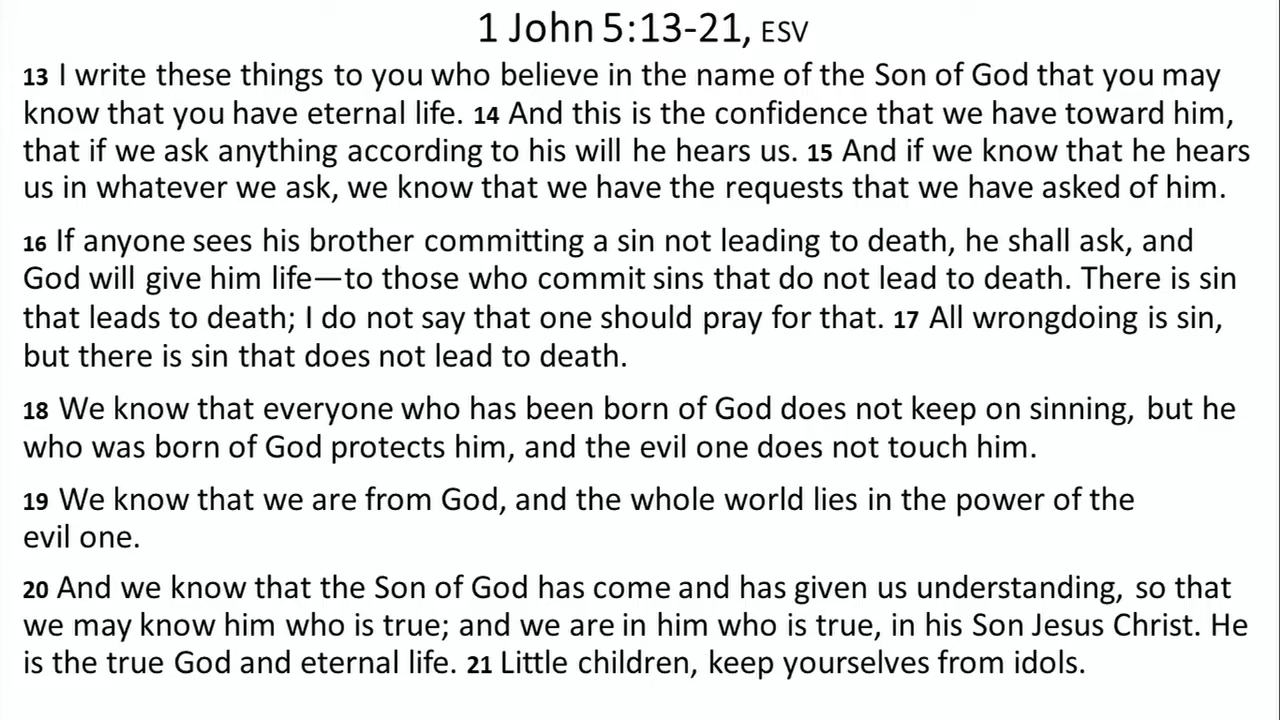 1 John 5:13-21, ESV
13 I write these things to you who believe in the name of the Son of God that you may
know that you have eternal life. 14 And this is the confidence that we have toward him,
that if we ask anything according to his will he hears us. 15 And if we know that he hears
us in whatever we ask, we know that we have the requests that we have asked of him.
16 If anyone sees his brother committing a sin not leading to death, he shall ask, and
God will give him life—to those who commit sins that do not lead to death. There is sin
that leads to death; I do not say that one should pray for that. 17 All wrongdoing is sin,
but there is sin that does not lead to death.
18 We know that everyone who has been born of God does not keep on sinning, but he
who was born of God protects him, and the evil one does not touch him.
19 We know that we are from God, and the whole world lies in the power of the
evil one.
20 And we know that the Son of God has come and has given us understanding, so that
we may know him who is true; and we are in him who is true, in his Son Jesus Christ. He
is the true God and eternal life. 21 Little children, keep yourselves from idols.